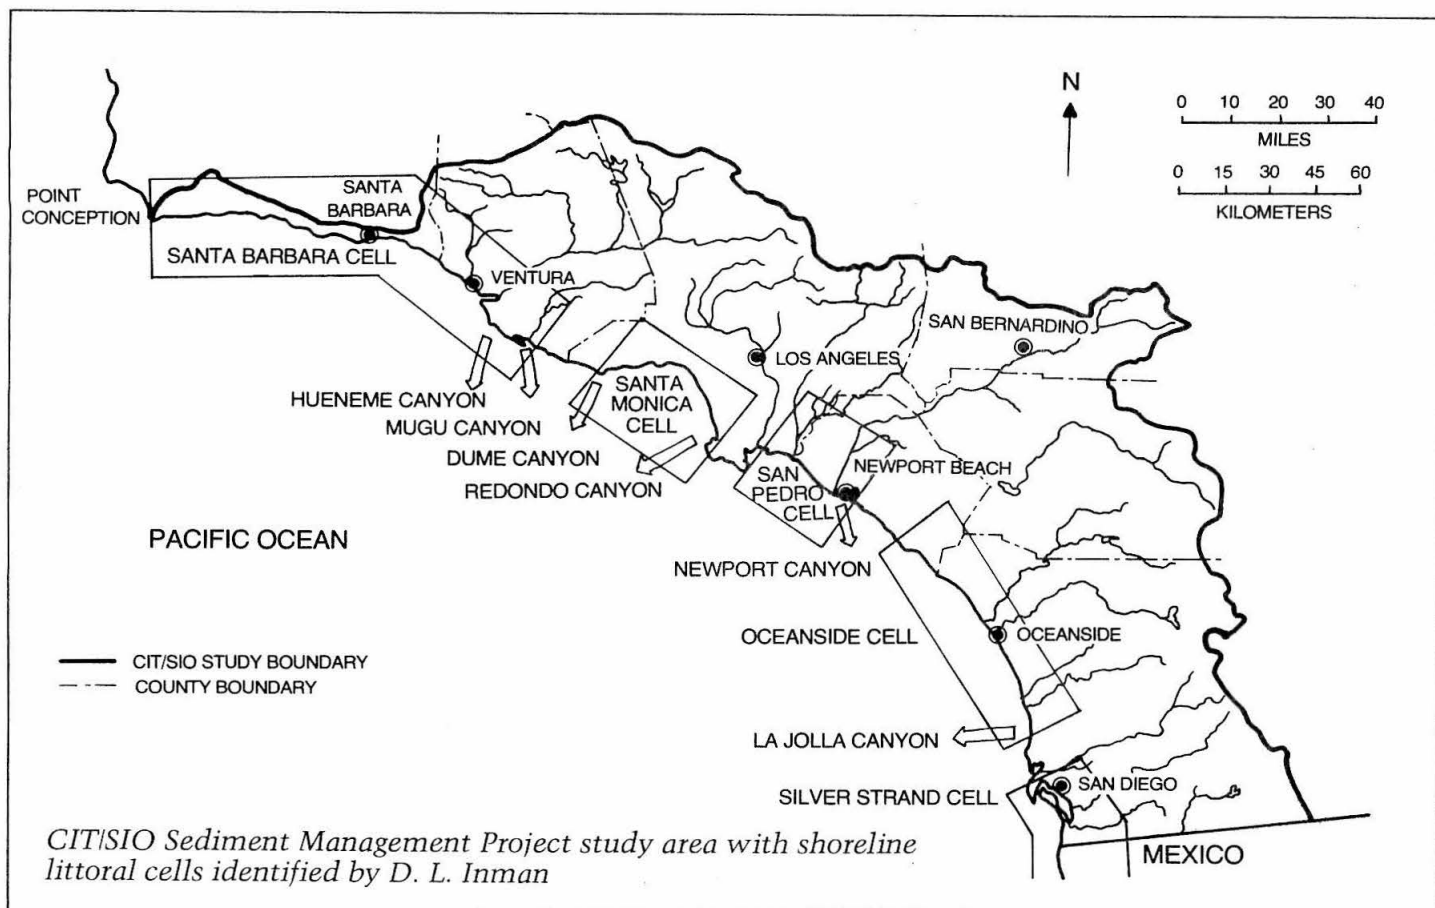 N
0 10 20 30 40
MILES
0 15 30 45 60
KILOMETERS
POINT
CONCEPTION
SANTA
BARBARA
SANTA BARBARA CELL
VENTURA
SAN BERNARDINO
LOS ANGELES
HUENEME CANYON
MUGU CANYON
DUME CANYON
REDONDO CANYON
SANTA
MONICA
CELL
SAN
PEDRO
CELL
NEWPORT BEACH
PACIFIC OCEAN
NEWPORT CANYON
OCEANSIDE CELL
OCEANSIDE
CIT/SIO STUDY BOUNDARY
COUNTY BOUNDARY
LA JOLLA CANYON
SILVER STRAND CELL
SAN DIEGO
MEXICO
CIT/SIO Sediment Management Project study area with shoreline
littoral cells identified by D. L. Inman